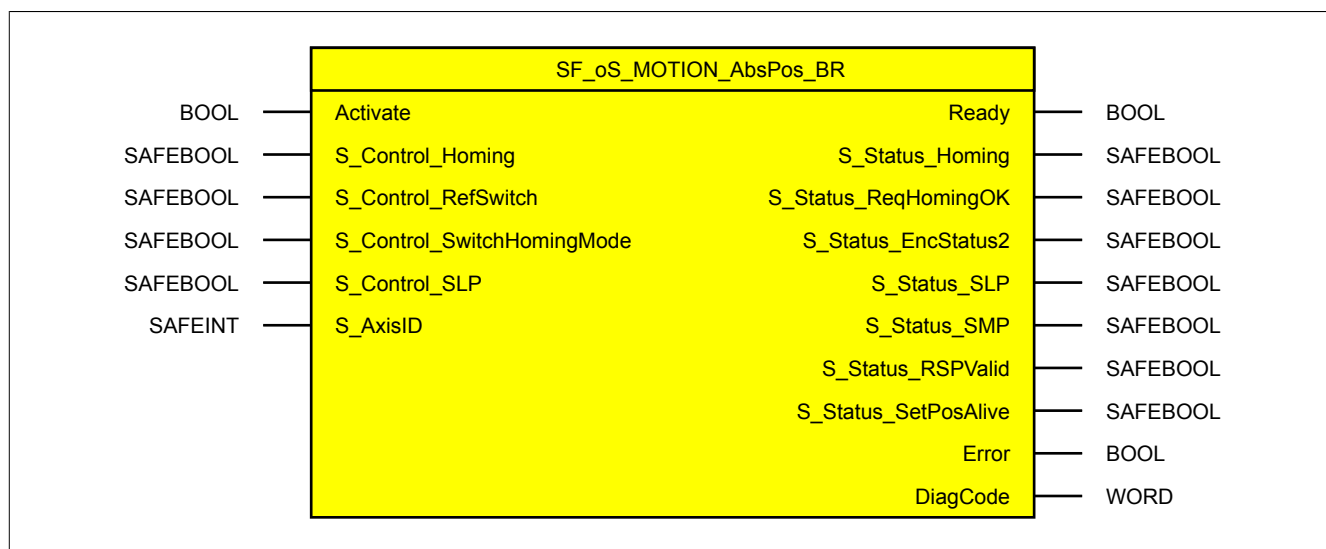 SF_oS_MOTION_AbsPos_BR
BOOL Activate Ready BOOL
SAFEBOOL S_Control_Homing S_Status_Homing SAFEBOOL
SAFEBOOL S_Control_RefSwitch S_Status_ReqHomingOK SAFEBOOL
SAFEBOOL S_Control_SwitchHomingMode S_Status_EncStatus2 SAFEBOOL
SAFEBOOL S_Control_SLP S_Status_SLP SAFEBOOL
SAFEINT S_AxisID S_Status_SMP SAFEBOOL
S_Status_RSPValid SAFEBOOL
S_Status_SetPosAlive SAFEBOOL
Error BOOL
DiagCode WORD